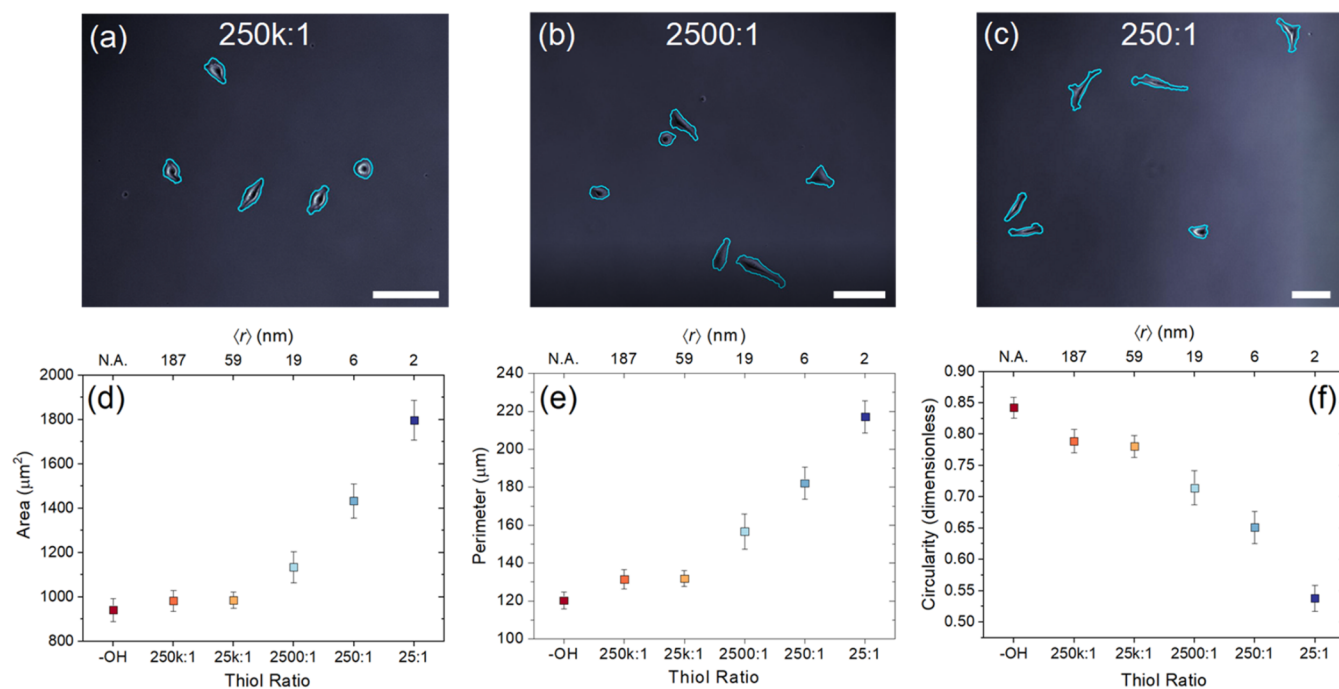 (a) 250k:1
(b) 2500:1
(c) 250:1
⟨r⟩ (nm)
N.A. 187 59 19 6 2
2000
1800
1600
1400
1200
1000
800
Area (μm²)
(d)
-OH 250k:1 25k:1 2500:1 250:1 25:1
Thiol Ratio
⟨r⟩ (nm)
N.A. 187 59 19 6 2
240
220
200
180
160
140
120
100
Perimeter (μm)
(e)
-OH 250k:1 25k:1 2500:1 250:1 25:1
Thiol Ratio
⟨r⟩ (nm)
N.A. 187 59 19 6 2
0.90
0.85
0.80
0.75
0.70
0.65
0.60
0.55
0.50
Circularity (dimensionless)
(f)
-OH 250k:1 25k:1 2500:1 250:1 25:1
Thiol Ratio